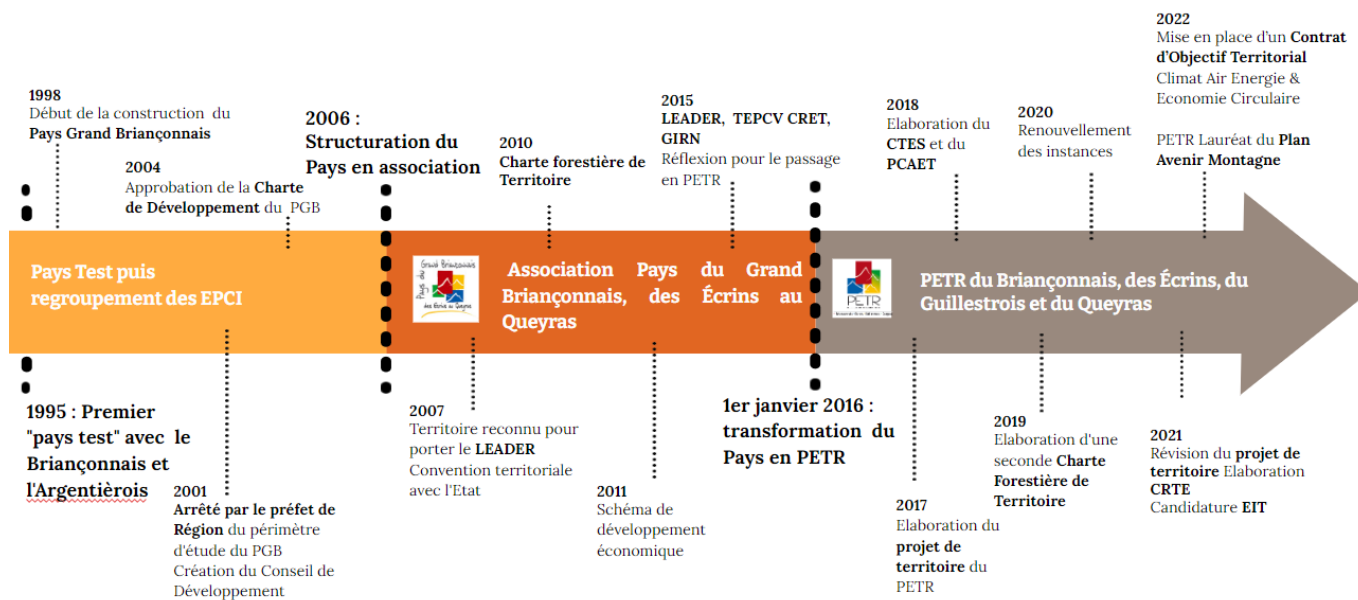 1998
Début de la construction du
Pays Grand Briançonnais
2004
Approbation de la Charte
de Développement du PGB
2006 :
Structuration du
Pays en association
2010
Charte forestière de
Territoire
2015
LEADER, TEPCV CRET,
GIRN
Réflexion pour le passage
en PETR
2018
Elaboration du
CTES et du
PCAET
2020
Renouvellement
des instances
2022
Mise en place d'un Contrat
d'Objectif Territorial
Climat Air Energie &
Economie Circulaire
PETR Lauréat du Plan
Avenir Montagne
Pays Test puis
regroupement des EPCI
Pays du
Grand Briançonnais
des Ecrins au Queyras
Association Pays du Grand
Briançonnais, des Écrins au
Queyras
PETR
PETR du Briançonnais, des Écrins, du
Guillestrois et du Queyras
1995 : Premier
"pays test" avec le
Briançonnais et
l'Argentièrois
2001
Arrêté par le préfet de
Région du périmètre
d'étude du PGB
Création du Conseil de
Développement
2007
Territoire reconnu pour
porter le LEADER
Convention territoriale
avec l'Etat
2011
Schéma de
développement
économique
1er janvier 2016 :
transformation du
Pays en PETR
2017
Elaboration du
projet de
territoire du
PETR
2019
Elaboration d'une
seconde Charte
Forestière de
Territoire
2021
Révision du projet de
territoire Elaboration
CRTE
Candidature EIT